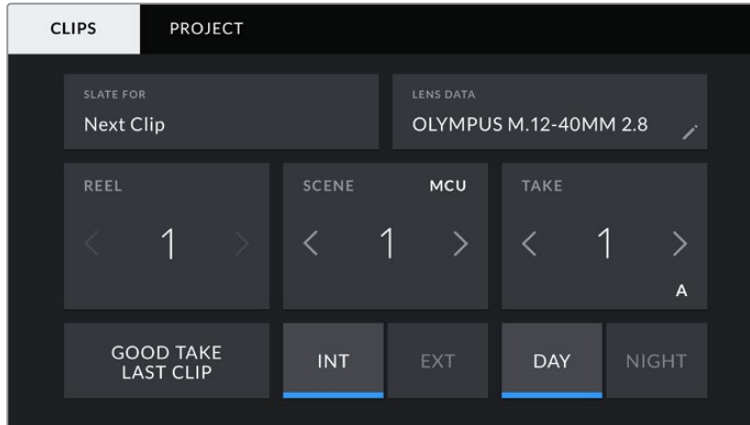 CLIPS PROJECT
SLATE FOR LENS DATA
Next Clip OLYMPUS M.12-40MM 2.8
REEL SCENE MCU TAKE
1 1 1
A
GOOD TAKE
LAST CLIP
INT EXT DAY NIGHT